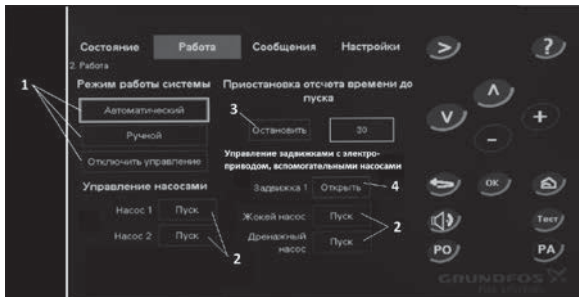 Состояние Работа Сообщения Настройки
2. Работа
Режим работы системы
Приостановка отсчета времени до
пуска
1
Автоматический
Ручной
Отключить управление
3
Остановить 20
Управление задвижками с электро-
приводом, вспомогательными насосами
Задвижка 1 Открыть
4
Управление насосами
Насос 1 Пуск
Насос 2 Пуск
2
Жокей насос Пуск
Дренажный
насос
Пуск
2
>
?
+
−
OK
Тест
PO
PA
GRUNDFOS